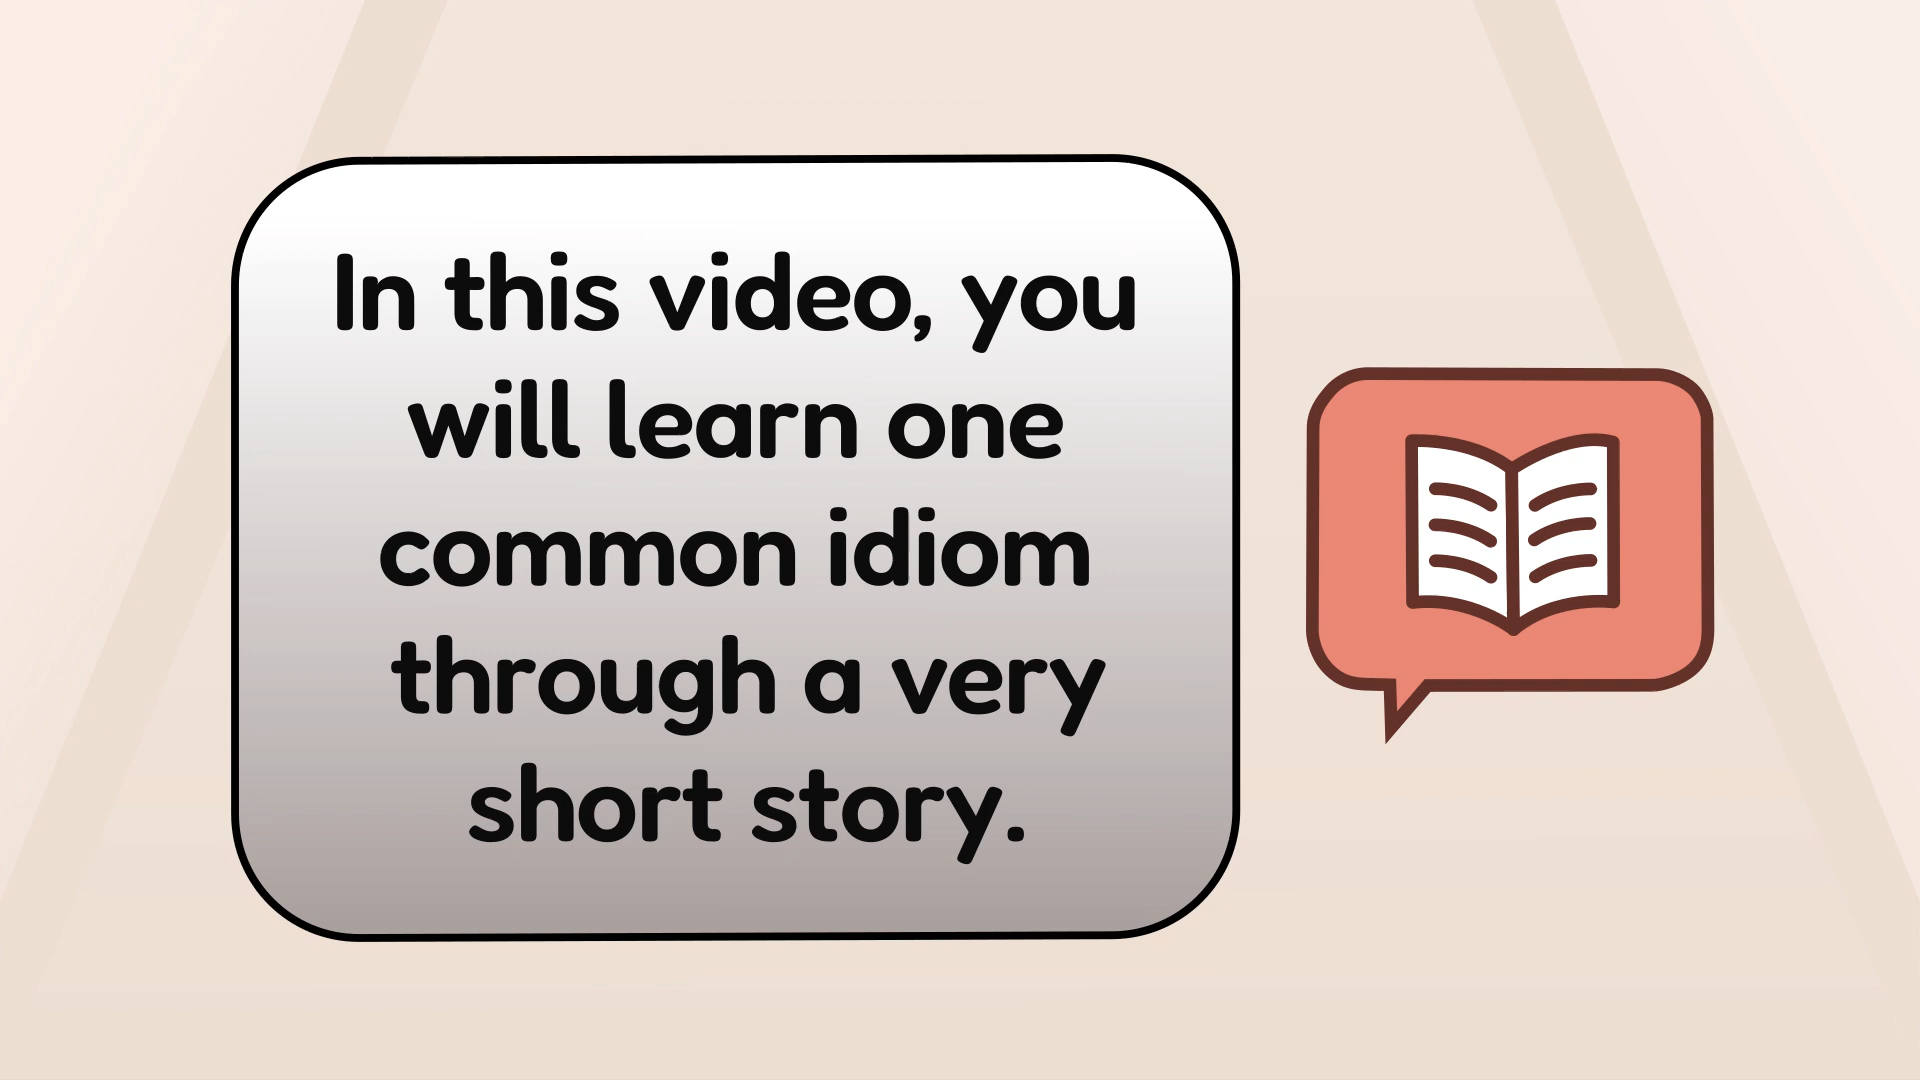 In this video, you
will learn one
common idiom
through a very
short story.